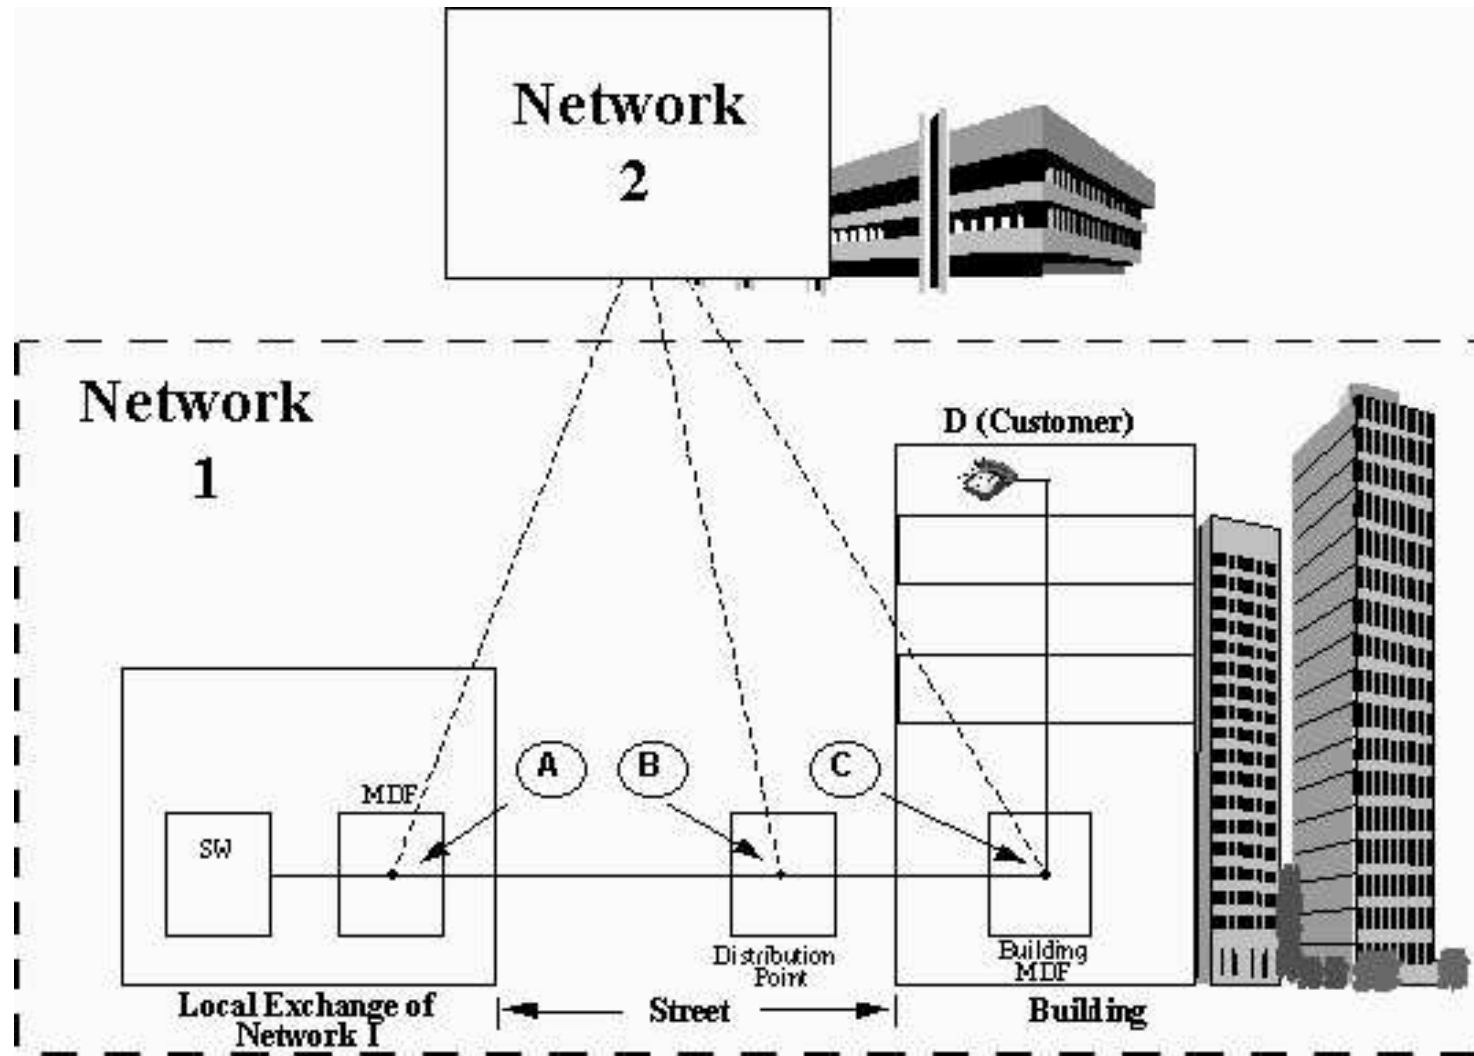 Network
2
Network
1
D (Customer)
A
B
C
MDF
SW
Distribution
Point
Building
MDF
Local Exchange of
Network I
Street
Building